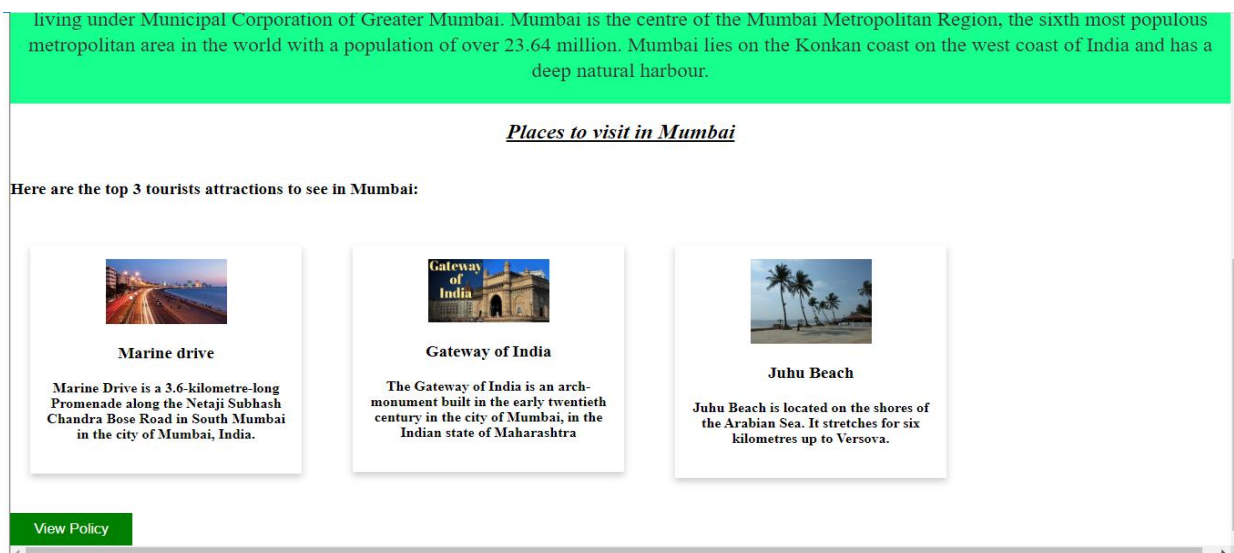 living under Municipal Corporation of Greater Mumbai. Mumbai is the centre of the Mumbai Metropolitan Region, the sixth most populous
metropolitan area in the world with a population of over 23.64 million. Mumbai lies on the Konkan coast on the west coast of India and has a
deep natural harbour.
Places to visit in Mumbai
Here are the top 3 tourists attractions to see in Mumbai:
Marine drive
Marine Drive is a 3.6-kilometre-long
Promenade along the Netaji Subhash
Chandra Bose Road in South Mumbai
in the city of Mumbai, India.
Gateway
of
India
Gateway of India
The Gateway of India is an arch-
monument built in the early twentieth
century in the city of Mumbai, in the
Indian state of Maharashtra
Juhu Beach
Juhu Beach is located on the shores of
the Arabian Sea. It stretches for six
kilometres up to Versova.
View Policy